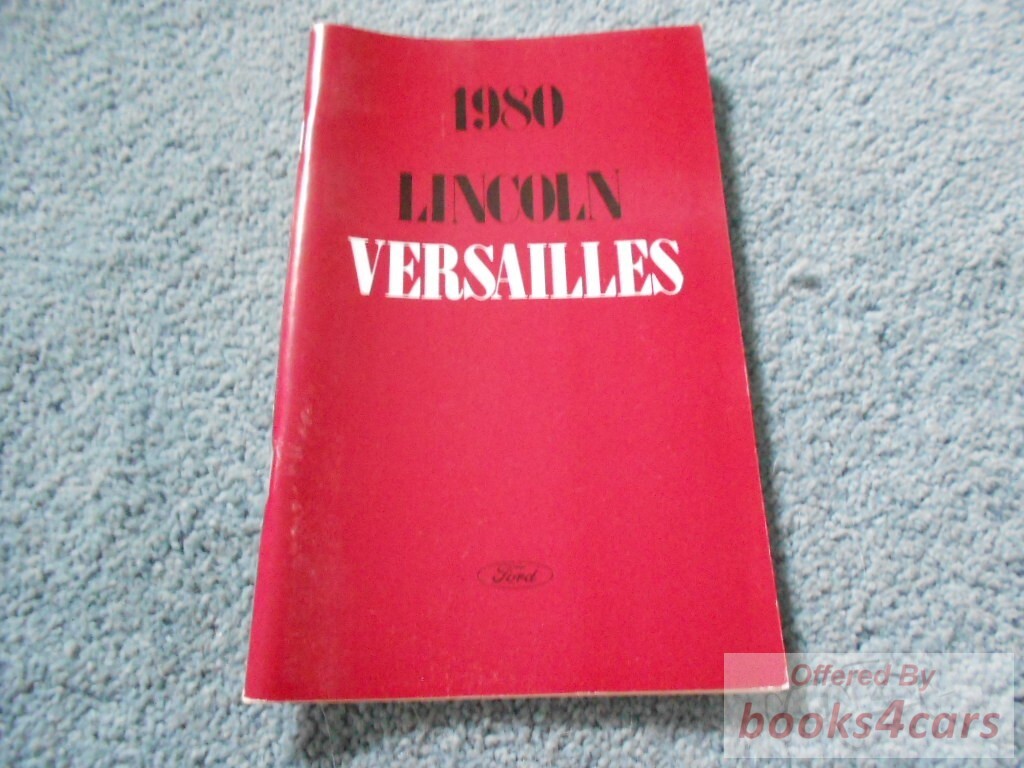 1980
LINCOLN
VERSAILLES
Ford
Offered By
books4cars